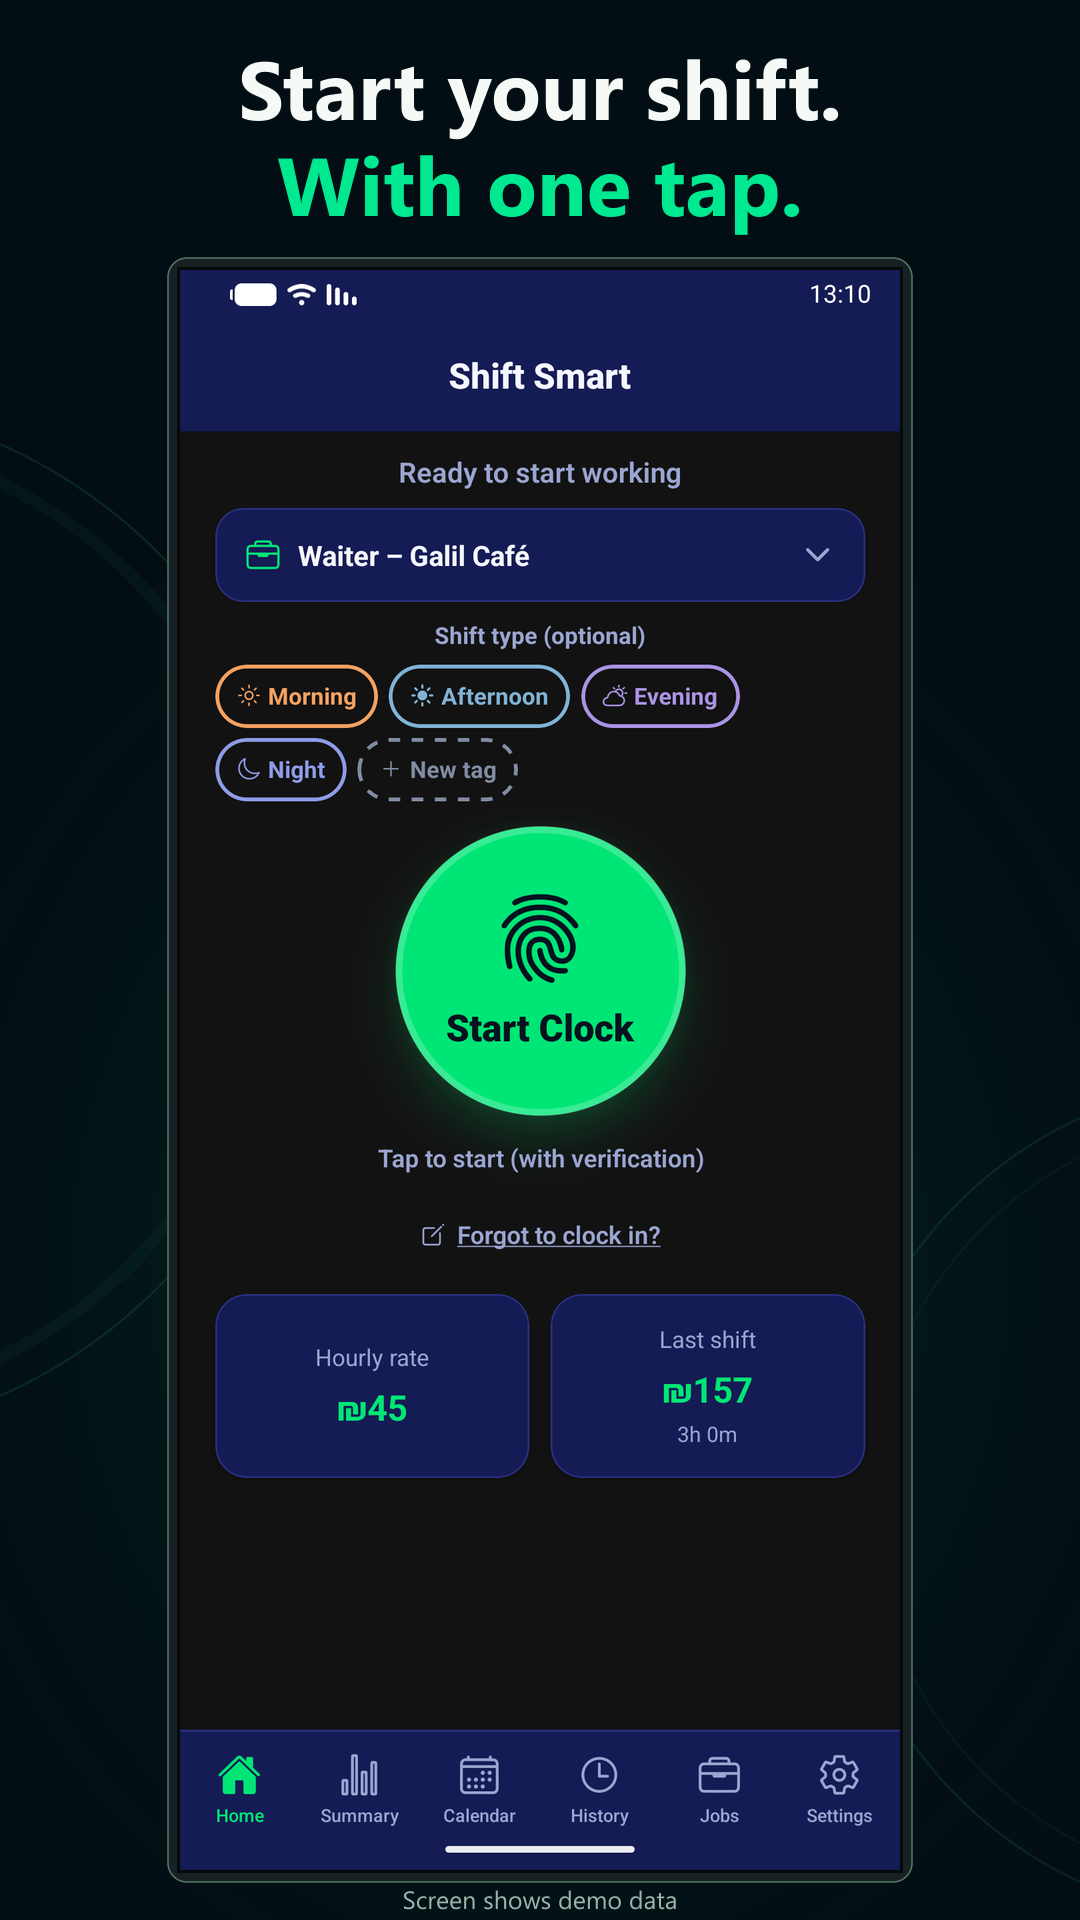 Start your shift.
With one tap.
13:10
Shift Smart
Ready to start working
Waiter – Galil Café
Shift type (optional)
Morning
Afternoon
Evening
Night
+ New tag
Start Clock
Tap to start (with verification)
Forgot to clock in?
Hourly rate
₪45
Last shift
₪157
3h 0m
Home
Summary
Calendar
History
Jobs
Settings
Screen shows demo data